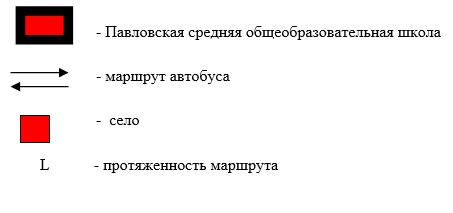 - Павловская средняя общеобразовательная школа
- маршрут автобуса
- село
L - протяженность маршрута